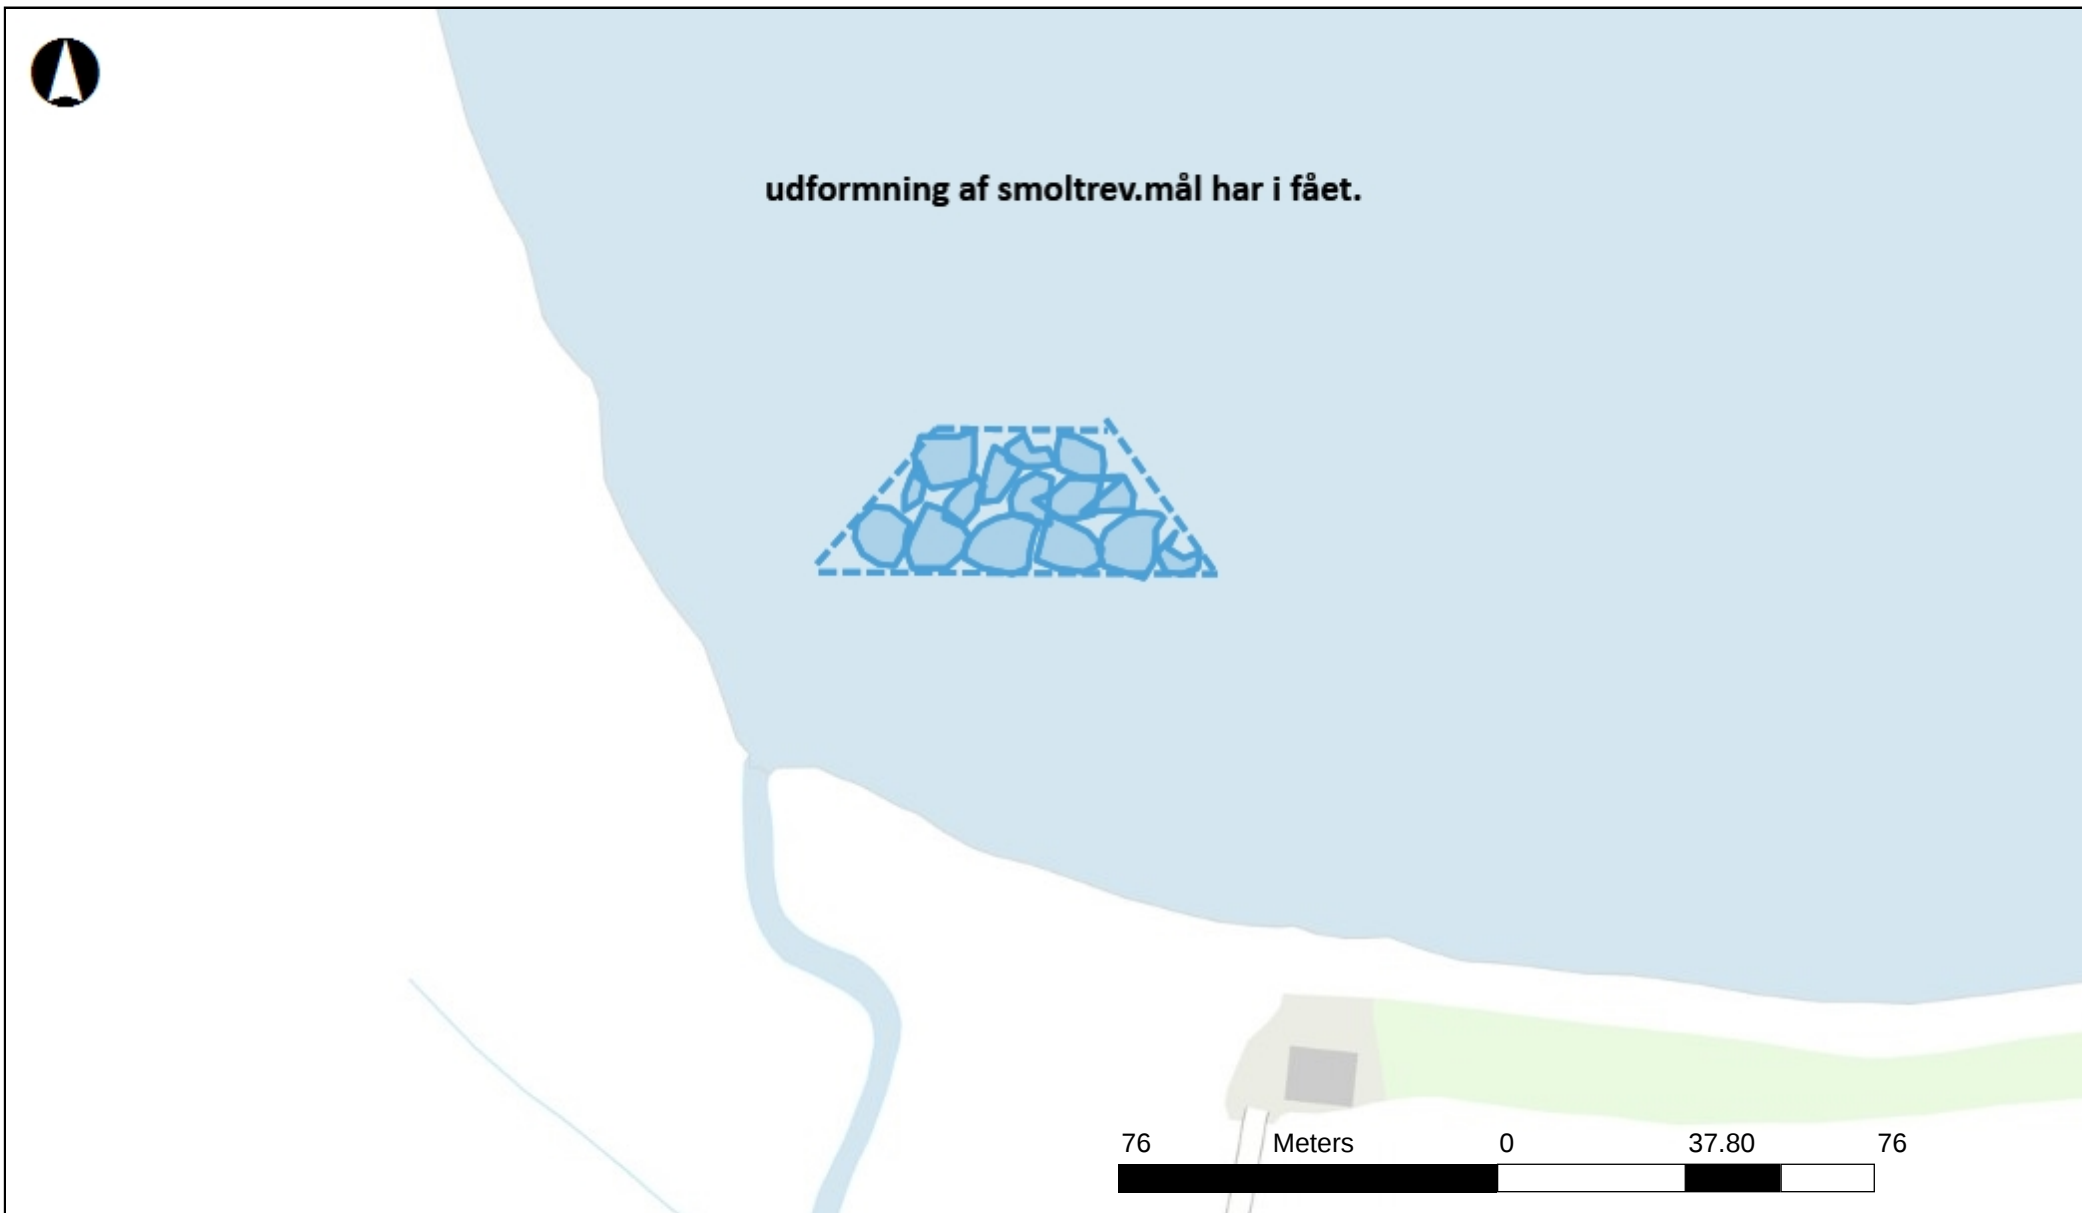 udformning af smoltrev.mål har i fået.
76 Meters 0 37.80 76